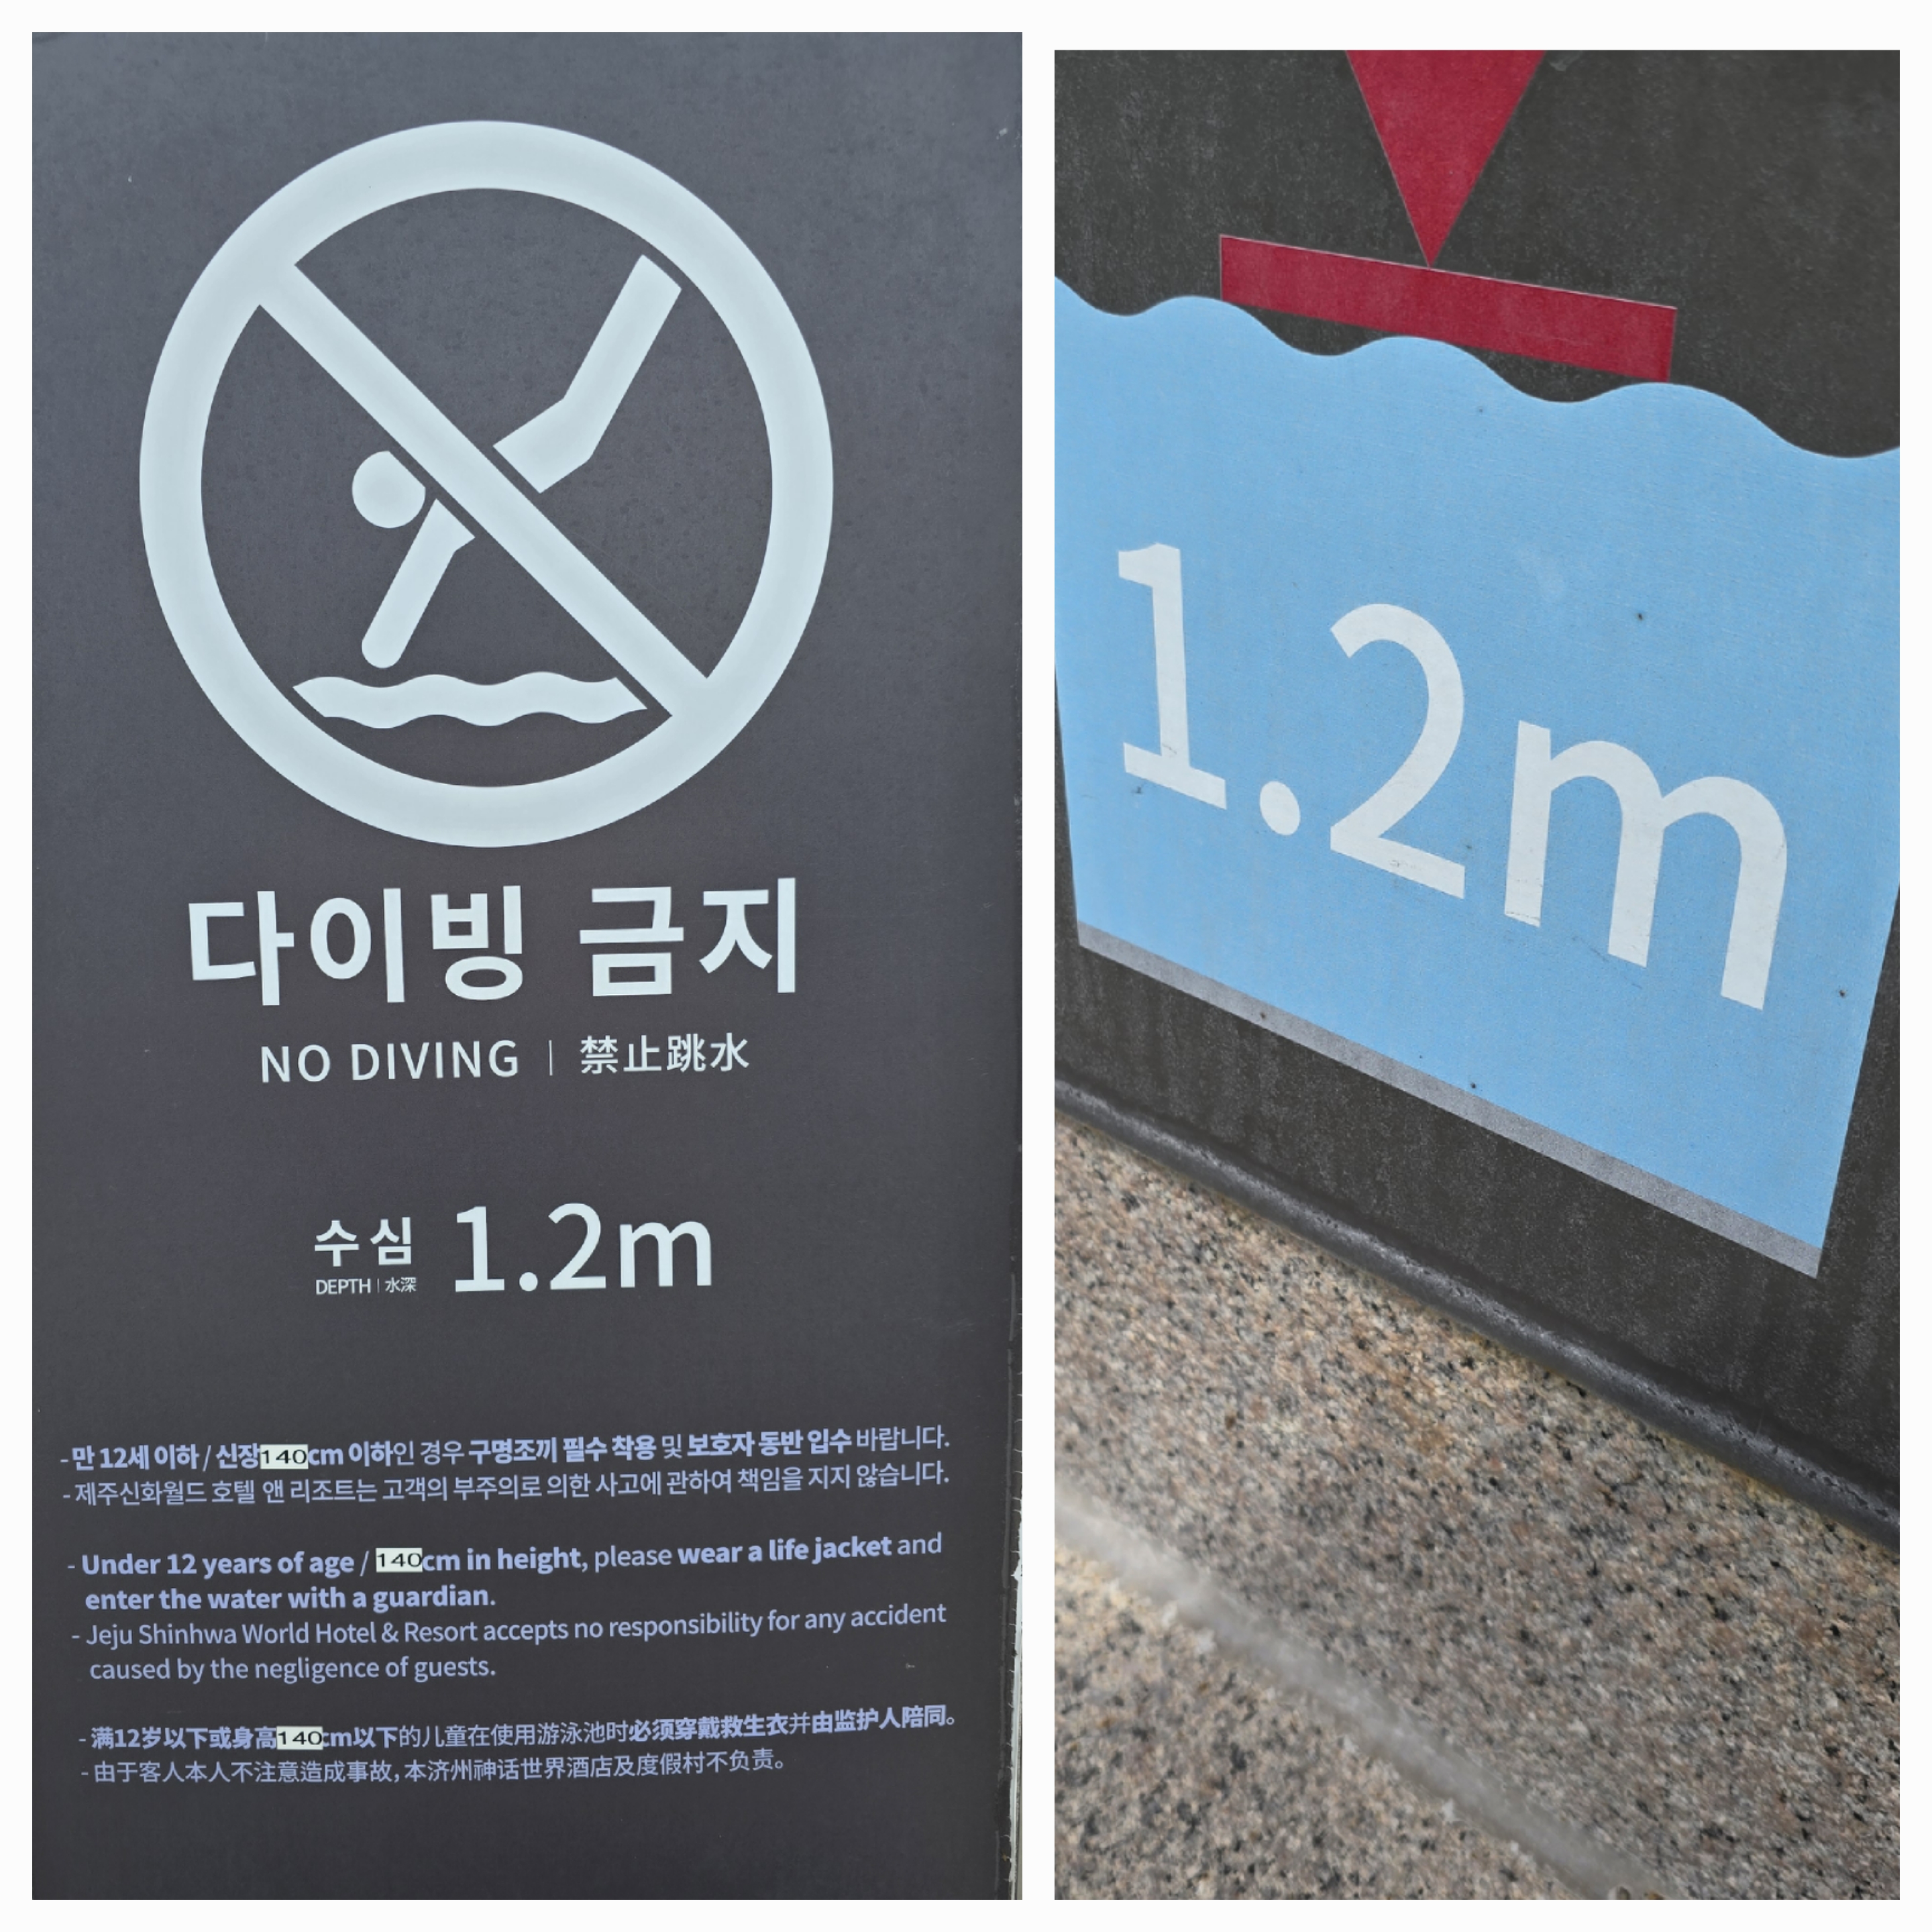 다이빙 금지
NO DIVING | 禁止跳水
수심 1.2m
DEPTH | 水深
- 만 12세 이하 / 신장140cm 이하인 경우 구명조끼 필수 착용 및 보호자 동반 입수 바랍니다.
- 제주신화월드 호텔 앤 리조트는 고객의 부주의로 의한 사고에 관하여 책임을 지지 않습니다.
- Under 12 years of age / 140cm in height, please wear a life jacket and
enter the water with a guardian.
- Jeju Shinhwa World Hotel & Resort accepts no responsibility for any accident
caused by the negligence of guests.
- 满12岁以下或身高140cm以下的儿童在使用游泳池时必须穿戴救生衣并由监护人陪同。
- 由于客人本人不注意造成事故,本济州神话世界酒店及度假村不负责。
1.2m